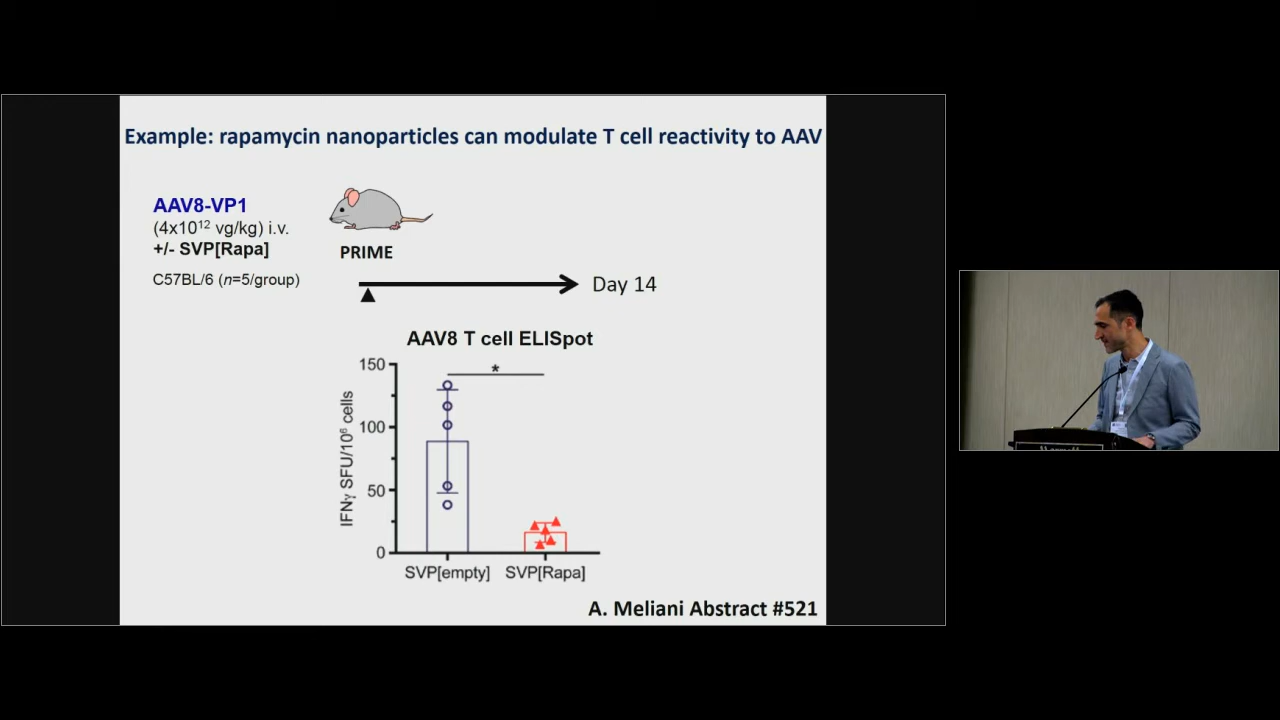 Example: rapamycin nanoparticles can modulate T cell reactivity to AAV
AAV8-VP1
(4x10¹² vg/kg) i.v.
+/- SVP[Rapa]
C57BL/6 (n=5/group)
PRIME
Day 14
AAV8 T cell ELISpot
*
IFNγ SFU/10⁶ cells
150
100
50
0
SVP[empty] SVP[Rapa]
A. Meliani Abstract #521